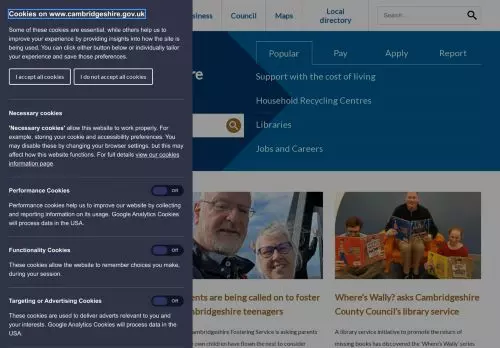 Cookies on www.cambridgeshire.gov.uk
Some of these cookies are essential, while others help us to
improve your experience by providing insights into how the site is
being used. You can click either button below or individually tailor
your experience and save those preferences.
I accept all cookies
I do not accept all cookies
Necessary cookies
'Necessary cookies' allow this website to work properly. For
example, storing your cookie and accessibility preferences. You
may disable these by changing your browser settings, but this may
affect how this website functions. For full details view our cookies
information page
Performance Cookies
Off
Performance cookies help us to improve our website by collecting
and reporting information on its usage. Google Analytics Cookies
will process data in the USA.
Functionality Cookies
Off
These cookies allow the website to remember choices you make,
during your session.
Targeting or Advertising Cookies
Off
These cookies are used to deliver adverts relevant to you and
your interests. Google Analytics Cookies will process data in the
USA.
siness
Council
Maps
Local
directory
Search...
re
Popular
Pay
Apply
Report
Support with the cost of living
Household Recycling Centres
Libraries
Jobs and Careers
ents are being called on to foster
mbridgeshire teenagers
ambridgeshire Fostering Service is asking parents
Where's Wally? asks Cambridgeshire
County Council's library service
A library service initiative to promote the return of
missing books has discovered the 'Where's Wally' series